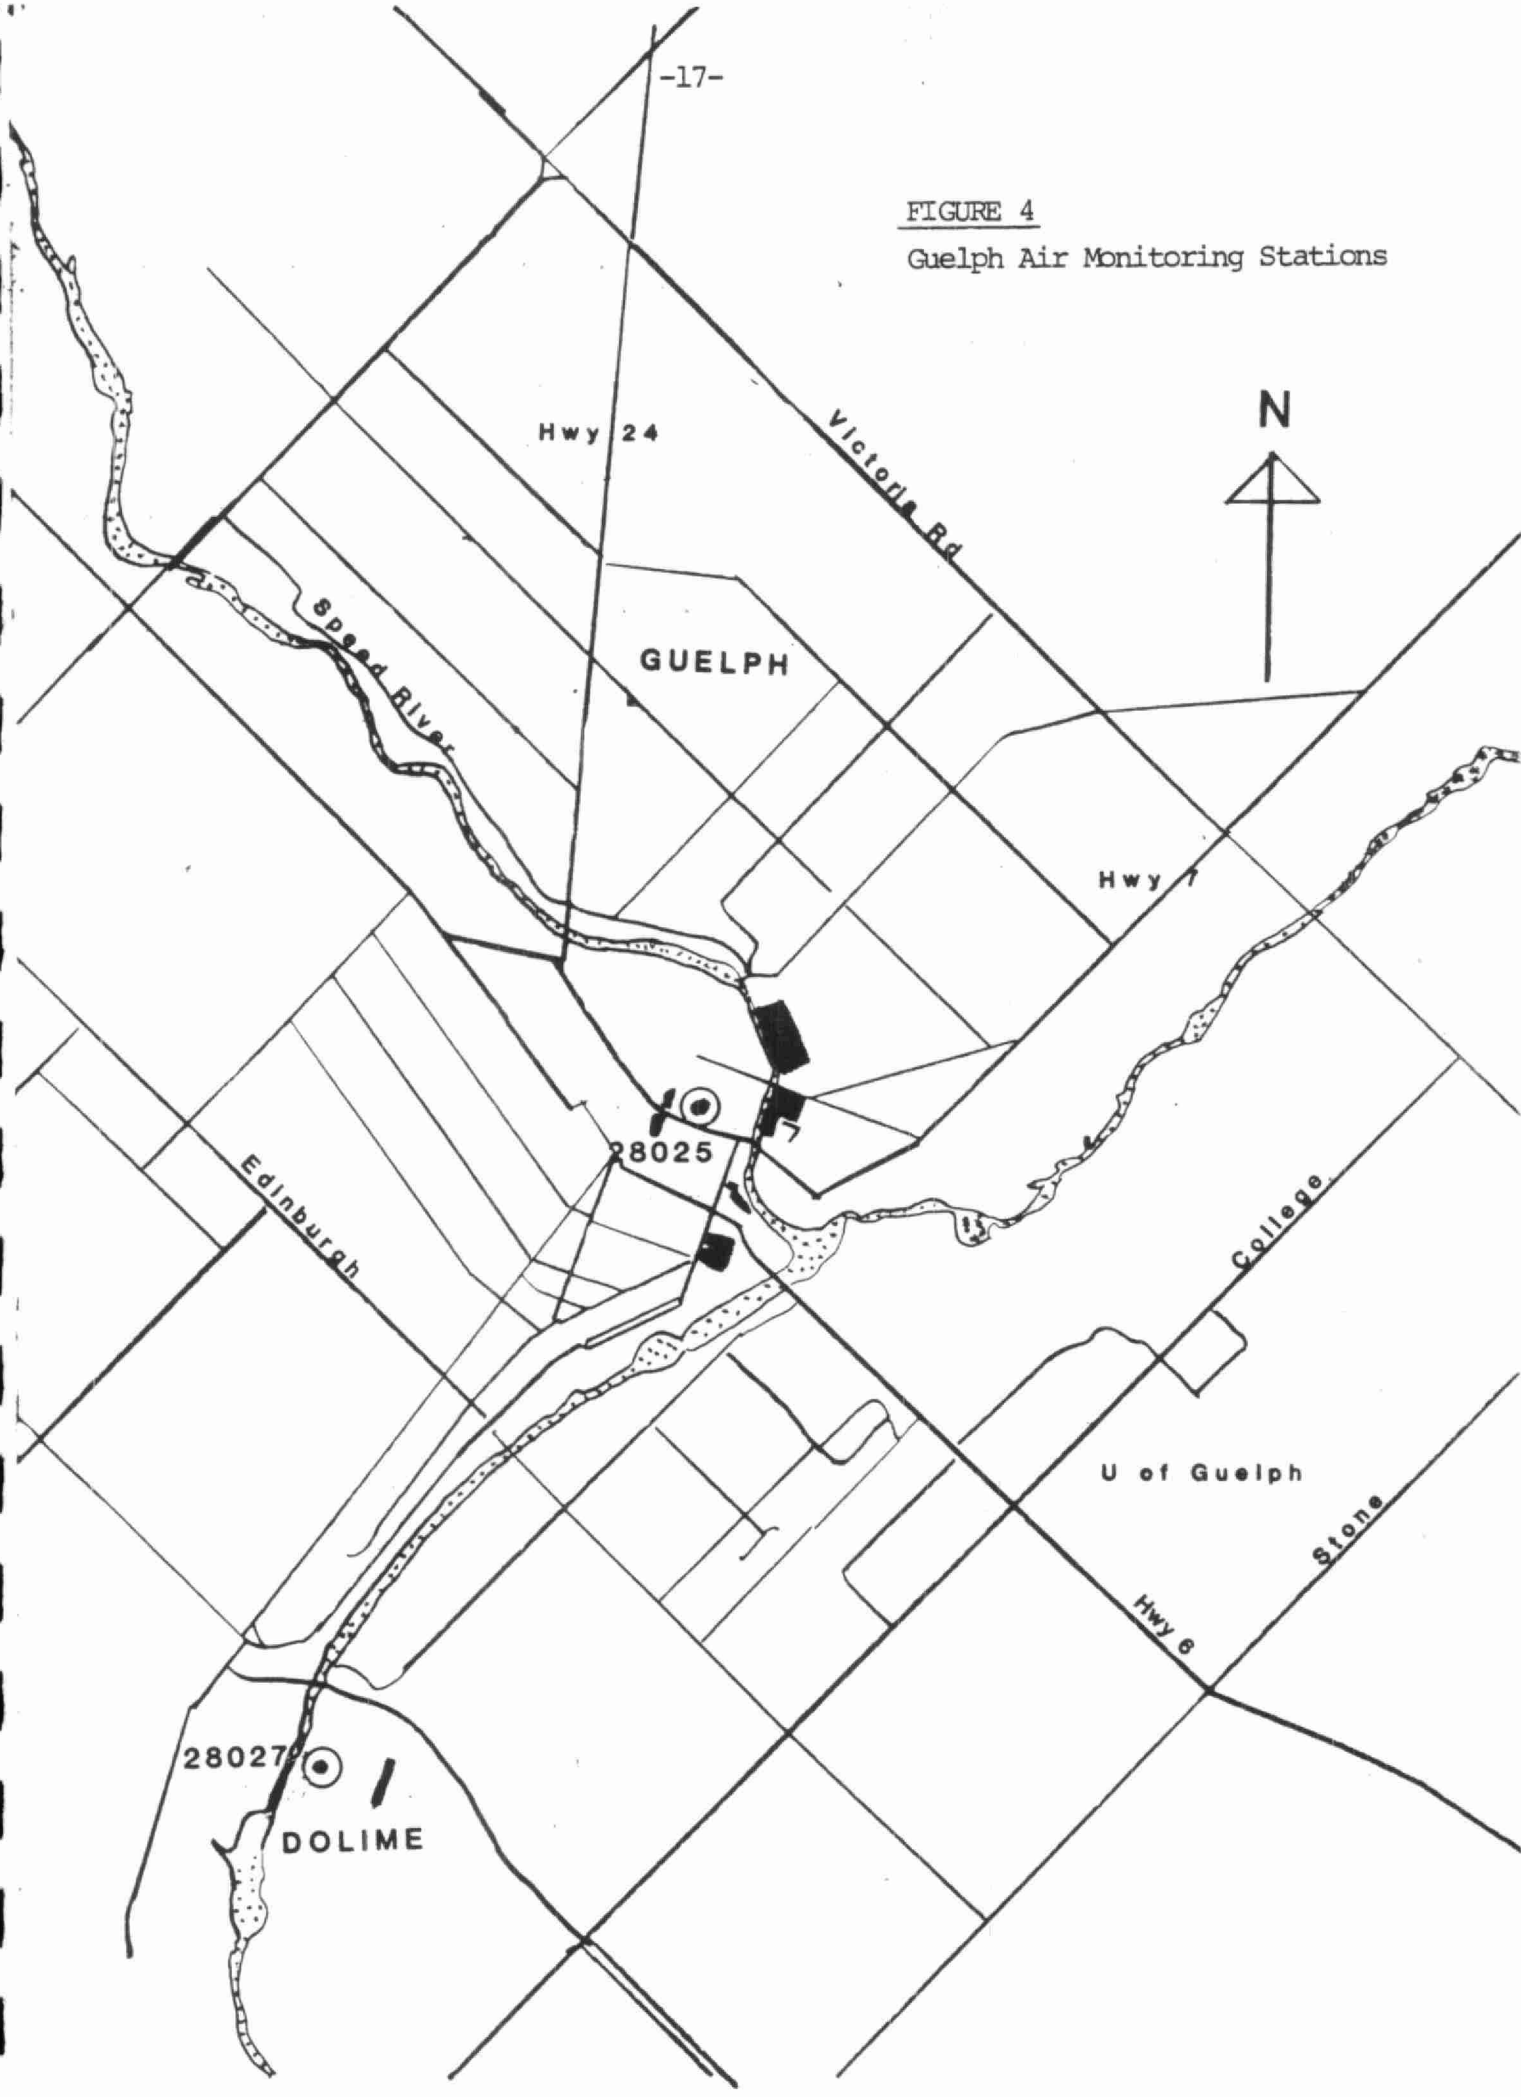 -17-
FIGURE 4
Guelph Air Monitoring Stations
N
Hwy 24
Victoria Rd
Speed River
GUELPH
Hwy 7
28025
Edinburgh
College
U of Guelph
Stone
Hwy 6
28027
DOLIME